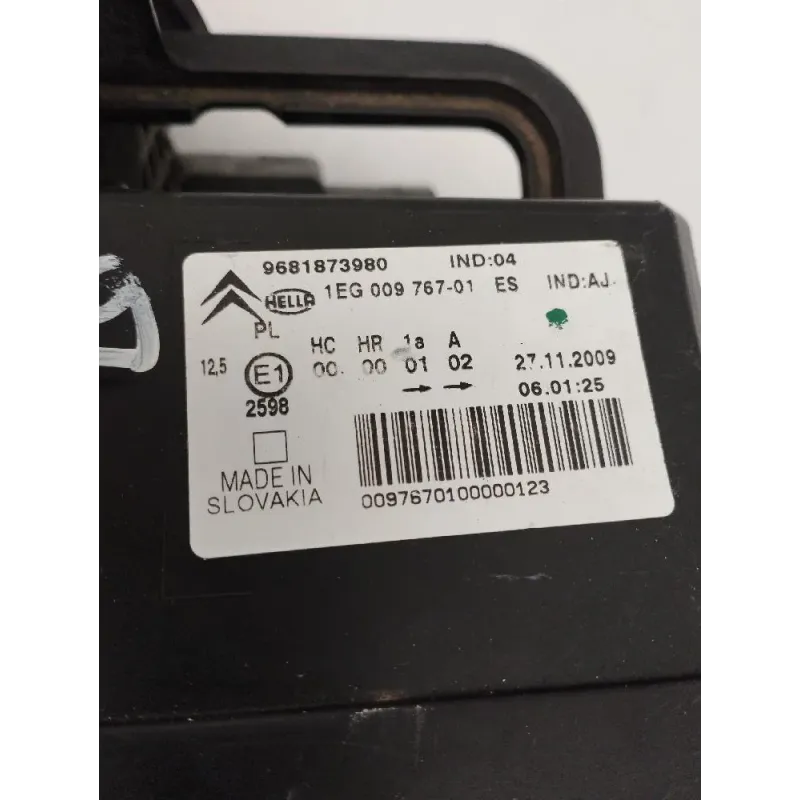 9681873980 IND:04
HELLA 1EG 009 767-01 ES IND:AJ
PL
HC HR 1a A
12,5 E1 00 00 01 02 27.11.2009
2598 → → 06.01:25
MADE IN
SLOVAKIA
0097670100000123